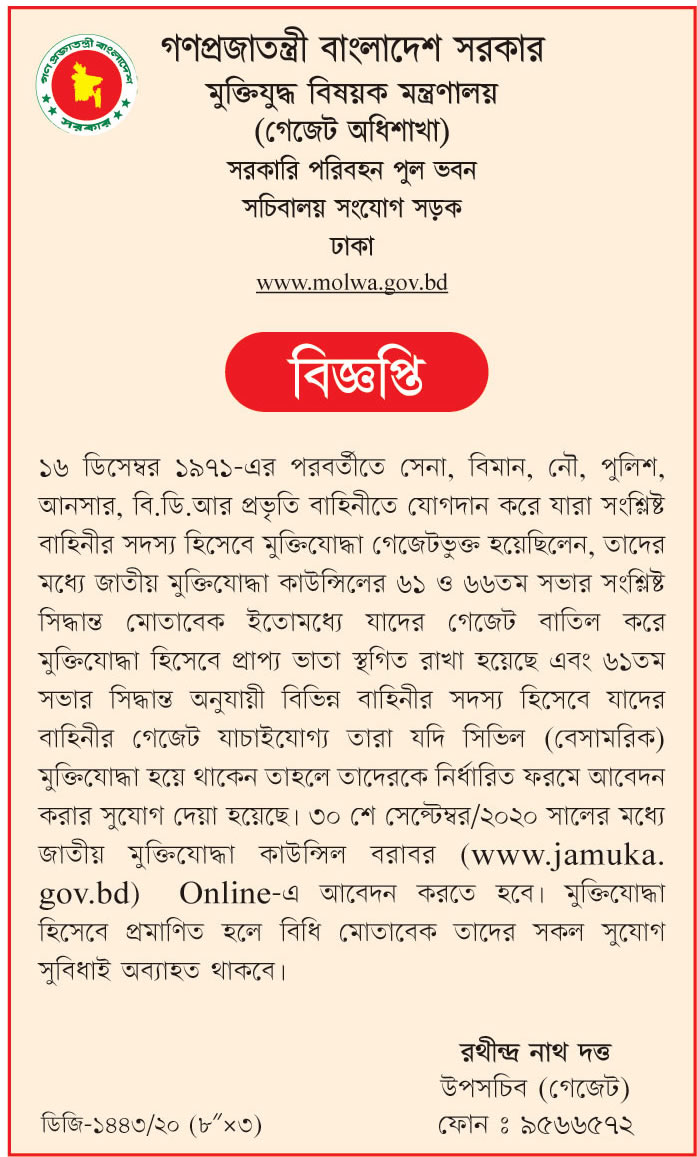 গণপ্রজাতন্ত্রী বাংলাদেশ
সরকার
গণপ্রজাতন্ত্রী বাংলাদেশ সরকার
মুক্তিযুদ্ধ বিষয়ক মন্ত্রণালয়
(গেজেট অধিশাখা)
সরকারি পরিবহন পুল ভবন
সচিবালয় সংযোগ সড়ক
ঢাকা
www.molwa.gov.bd
বিজ্ঞপ্তি
১৬ ডিসেম্বর ১৯৭১-এর পরবর্তীতে সেনা, বিমান, নৌ, পুলিশ,
আনসার, বি.ডি.আর প্রভৃতি বাহিনীতে যোগদান করে যারা সংশ্লিষ্ট
বাহিনীর সদস্য হিসেবে মুক্তিযোদ্ধা গেজেটভুক্ত হয়েছিলেন, তাদের
মধ্যে জাতীয় মুক্তিযোদ্ধা কাউন্সিলের ৬১ ও ৬৬তম সভার সংশ্লিষ্ট
সিদ্ধান্ত মোতাবেক ইতোমধ্যে যাদের গেজেট বাতিল করে
মুক্তিযোদ্ধা হিসেবে প্রাপ্য ভাতা স্থগিত রাখা হয়েছে এবং ৬১তম
সভার সিদ্ধান্ত অনুযায়ী বিভিন্ন বাহিনীর সদস্য হিসেবে যাদের
বাহিনীর গেজেট যাচাইযোগ্য তারা যদি সিভিল (বেসামরিক)
মুক্তিযোদ্ধা হয়ে থাকেন তাহলে তাদেরকে নির্ধারিত ফরমে আবেদন
করার সুযোগ দেয়া হয়েছে। ৩০ শে সেপ্টেম্বর/২০২০ সালের মধ্যে
জাতীয় মুক্তিযোদ্ধা কাউন্সিল বরাবর (www.jamuka.
gov.bd) Online-এ আবেদন করতে হবে। মুক্তিযোদ্ধা
হিসেবে প্রমাণিত হলে বিধি মোতাবেক তাদের সকল সুযোগ
সুবিধাই অব্যাহত থাকবে।
রথীন্দ্র নাথ দত্ত
উপসচিব (গেজেট)
ডিজি-১৪৪৩/২০ (৮″×৩) ফোন : ৯৫৬৬৫৭২